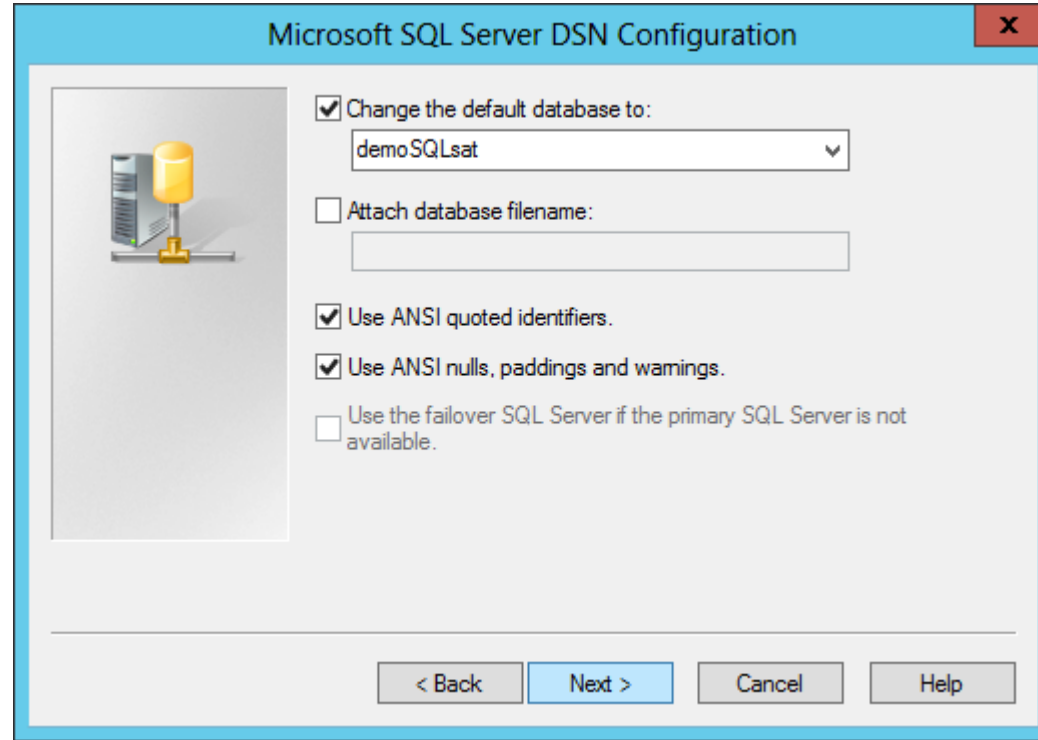 Microsoft SQL Server DSN Configuration
x
Change the default database to:
demoSQLsat
Attach database filename:
Use ANSI quoted identifiers.
Use ANSI nulls, paddings and warnings.
Use the failover SQL Server if the primary SQL Server is not
available.
< Back
Next >
Cancel
Help